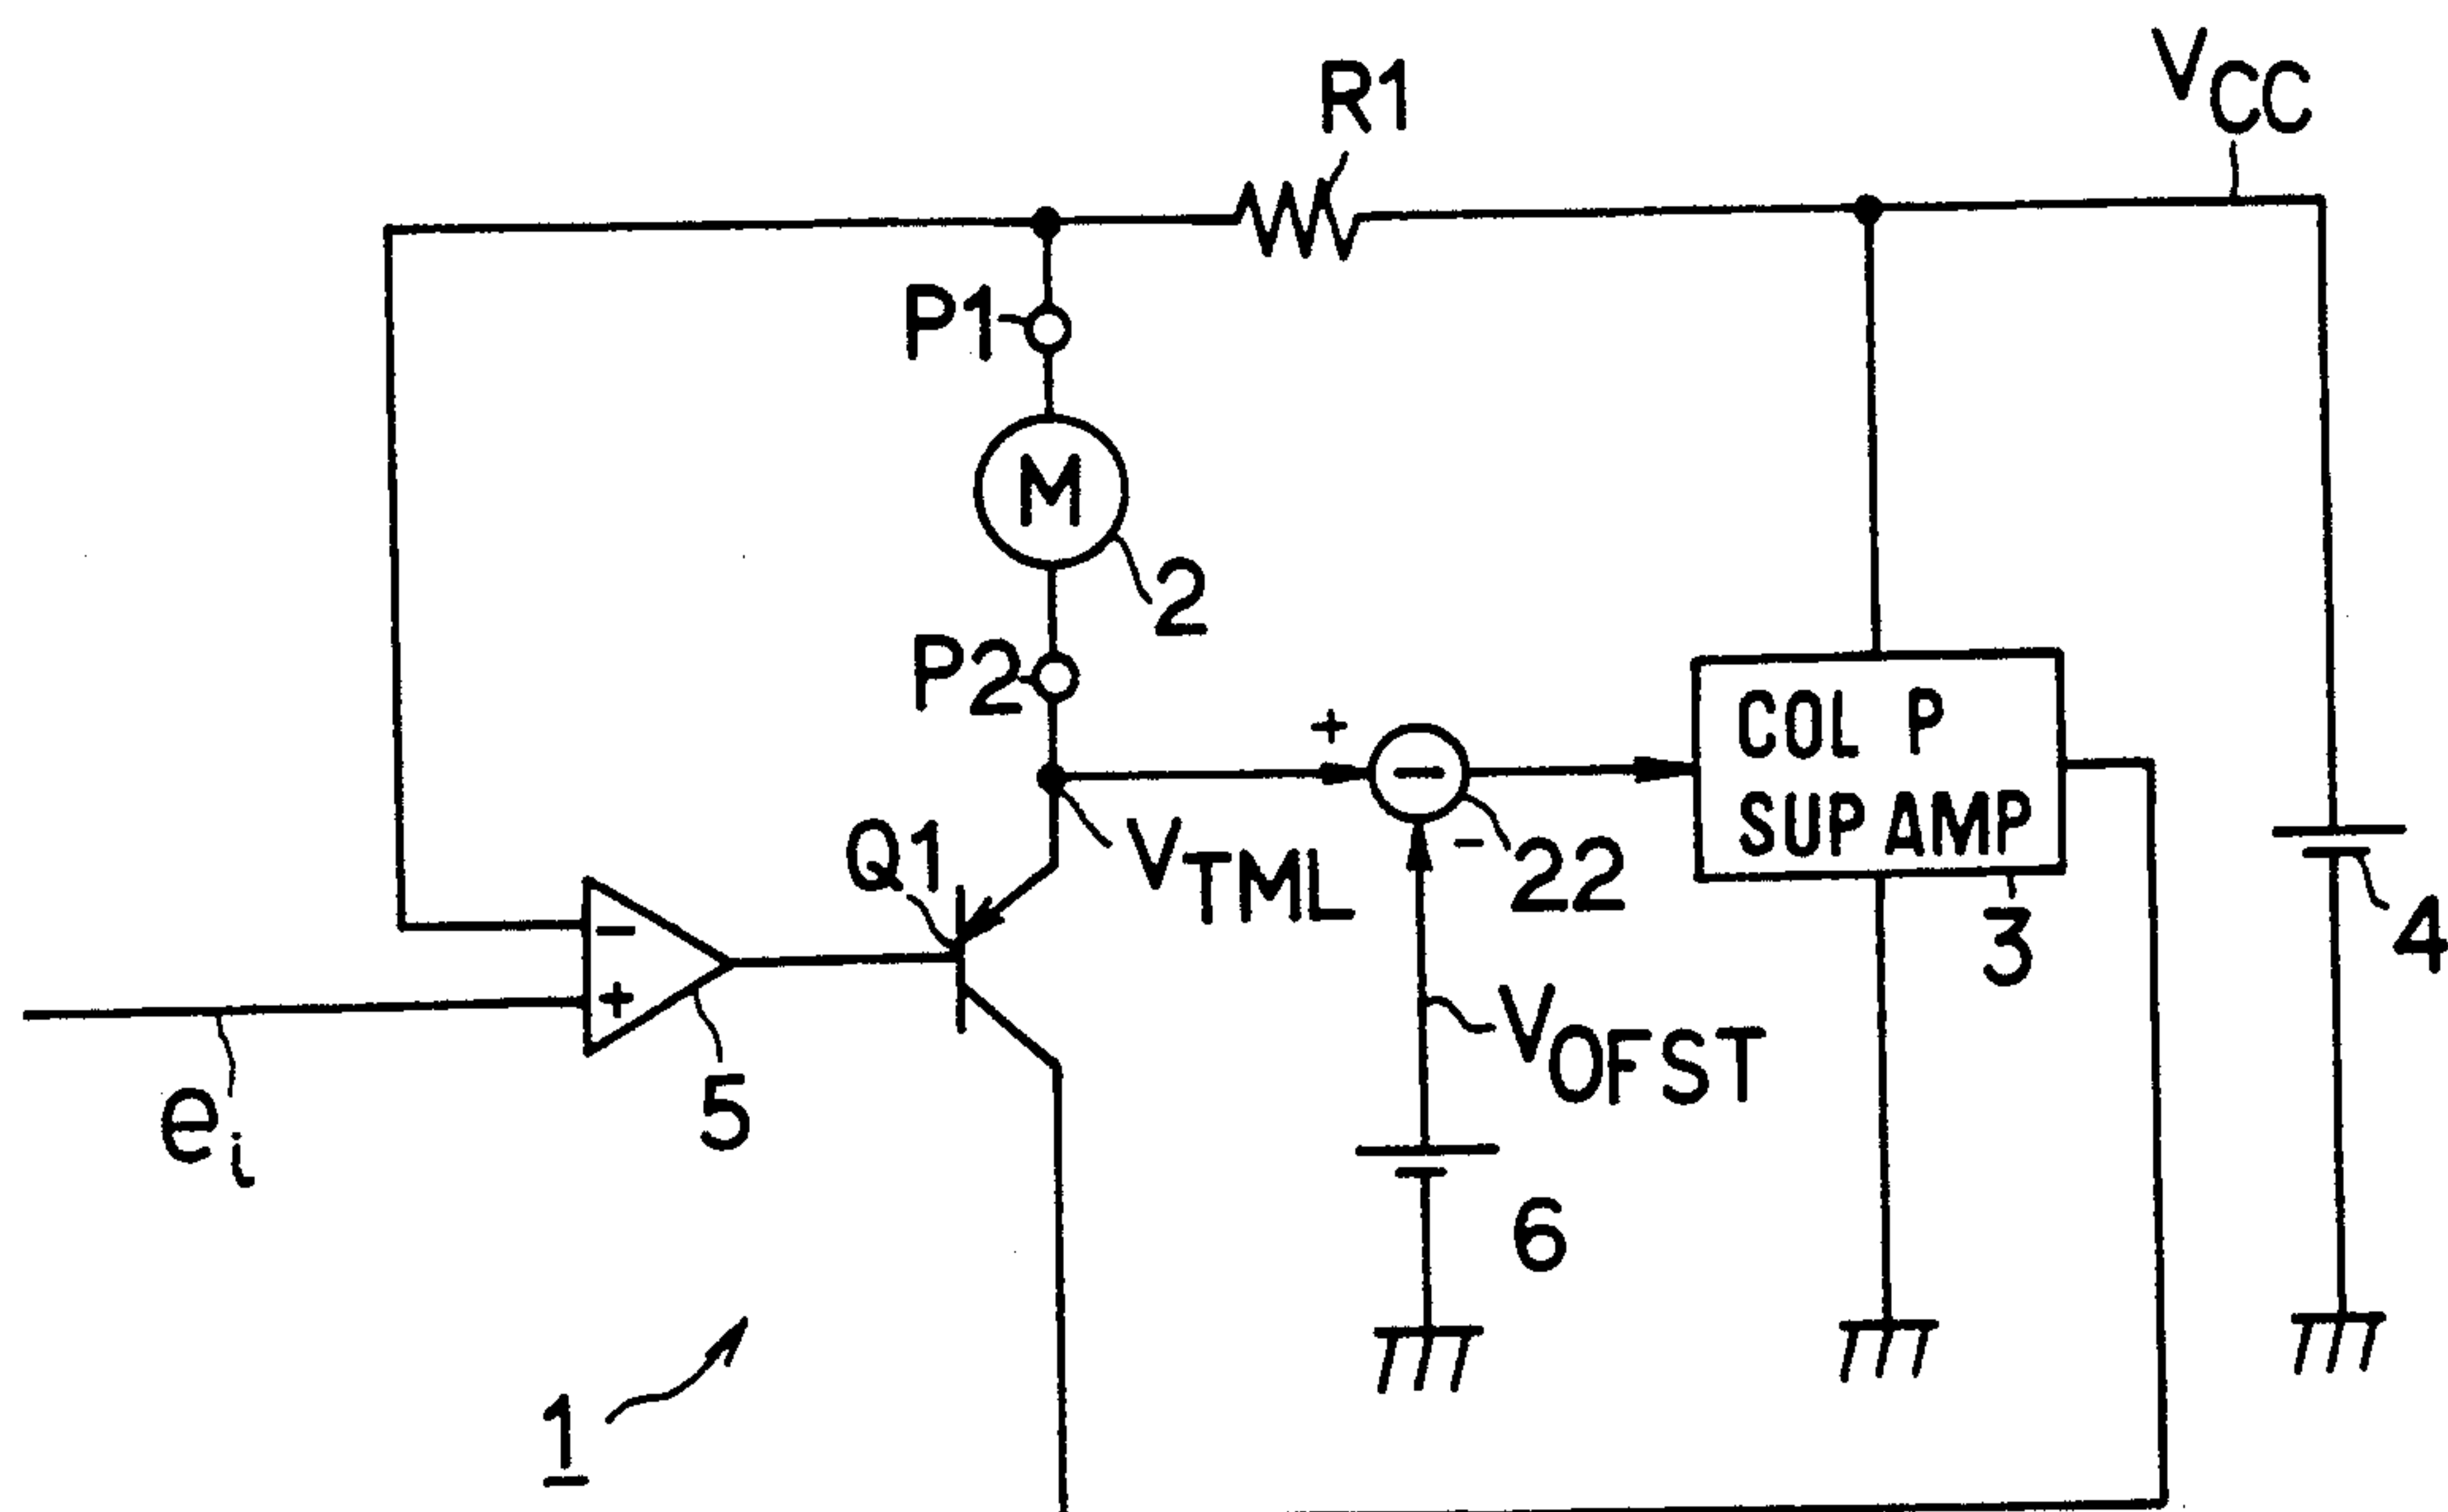 VCC
R1
P1
M
2
P2
+
−
COL P
SUP AMP
Q1
VTML
−
22
3
4
−
+
5
ei
VOFST
6
1